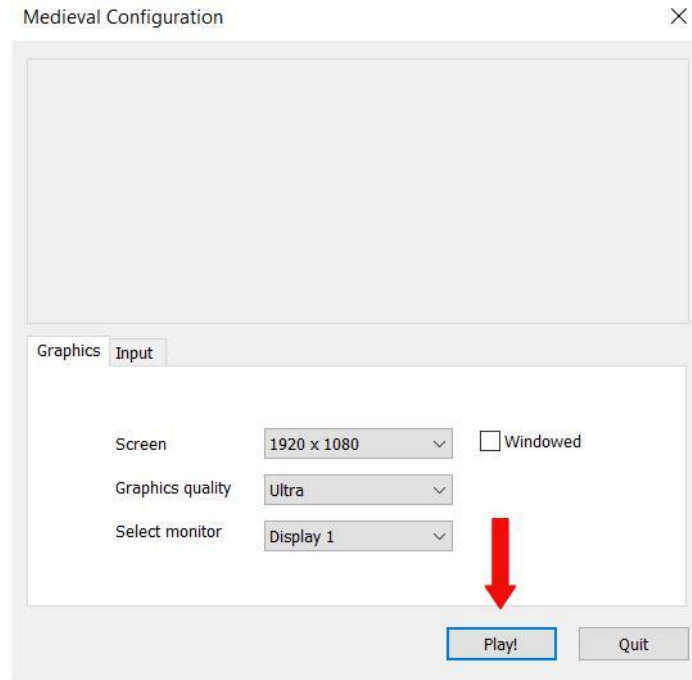 Medieval Configuration
Graphics Input
Screen 1920 x 1080 Windowed
Graphics quality Ultra
Select monitor Display 1
Play! Quit